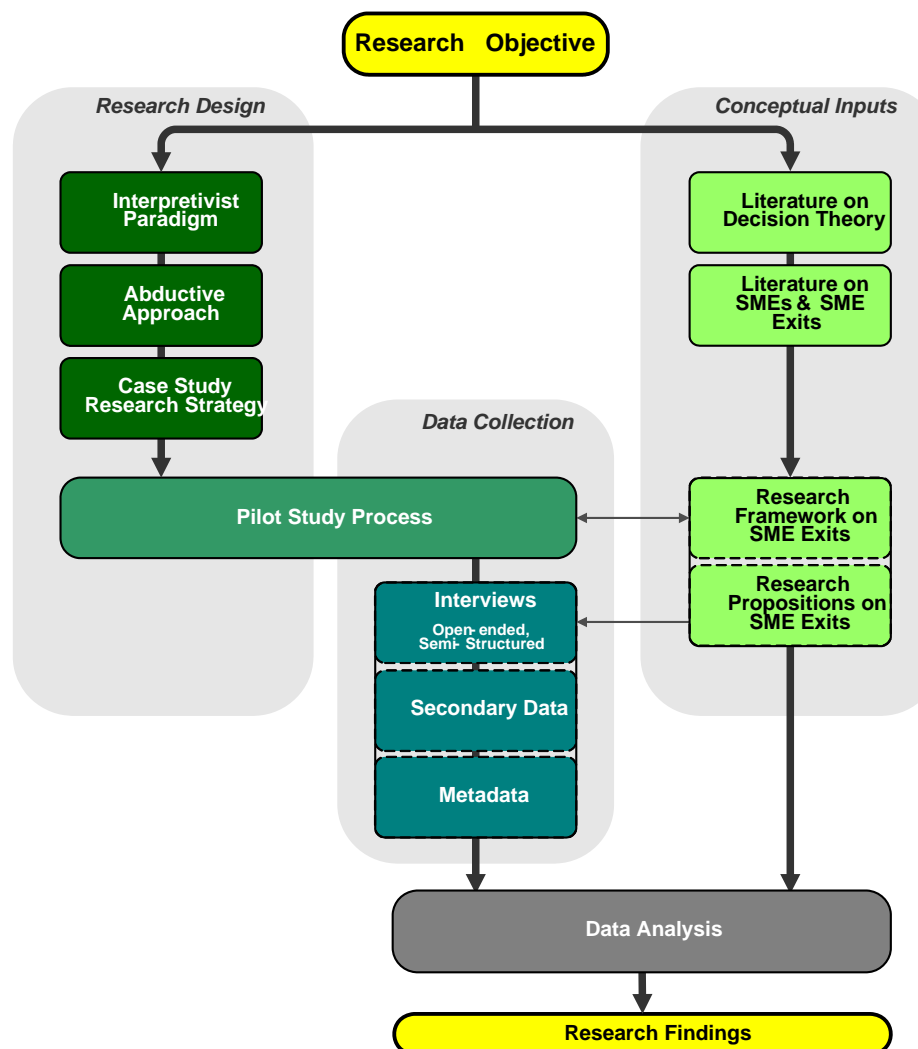 Research Objective
Research Design
Conceptual Inputs
Interpretivist
Paradigm
Literature on
Decision Theory
Abductive
Approach
Literature on
SMEs & SME
Exits
Case Study
Research Strategy
Data Collection
Pilot Study Process
Research
Framework on
SME Exits
Interviews
Open-ended,
Semi- Structured
Research
Propositions on
SME Exits
Secondary Data
Metadata
Data Analysis
Research Findings